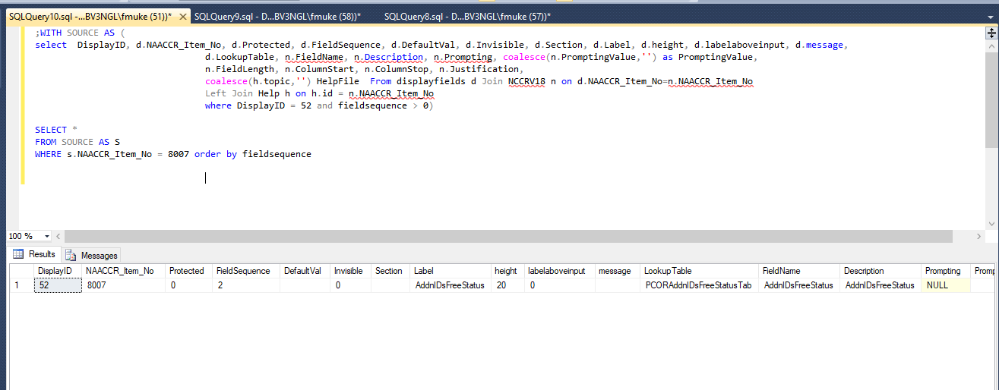 SQLQuery10.sql -...BV3NGL\fmuke (51))* SQLQuery9.sql - D...BV3NGL\fmuke (58))* SQLQuery8.sql - D...BV3NGL\fmuke (57))*
;WITH SOURCE AS (
select  DisplayID, d.NAACCR_Item_No, d.Protected, d.FieldSequence, d.DefaultVal, d.Invisible, d.Section, d.Label, d.height, d.labelaboveinput, d.message,
d.LookupTable, n.FieldName, n.Description, n.Prompting, coalesce(n.PromptingValue,'') as PromptingValue,
n.FieldLength, n.ColumnStart, n.ColumnStop, n.Justification,
coalesce(h.topic,'') HelpFile  From displayfields d Join NCCRV18 n on d.NAACCR_Item_No=n.NAACCR_Item_No
Left Join Help h on h.id = n.NAACCR_Item_No
where DisplayID = 52 and fieldsequence > 0)
SELECT *
FROM SOURCE AS S
WHERE s.NAACCR_Item_No = 8007 order by fieldsequence
100 %
Results Messages
DisplayID NAACCR_Item_No Protected FieldSequence DefaultVal Invisible Section Label height labelaboveinput message LookupTable FieldName Description Prompting Promp
1 52 8007 0 2 0 AddnlDsFreeStatus 20 0 PCORAddnlDsFreeStatusTab AddnlDsFreeStatus AddnlDsFreeStatus NULL